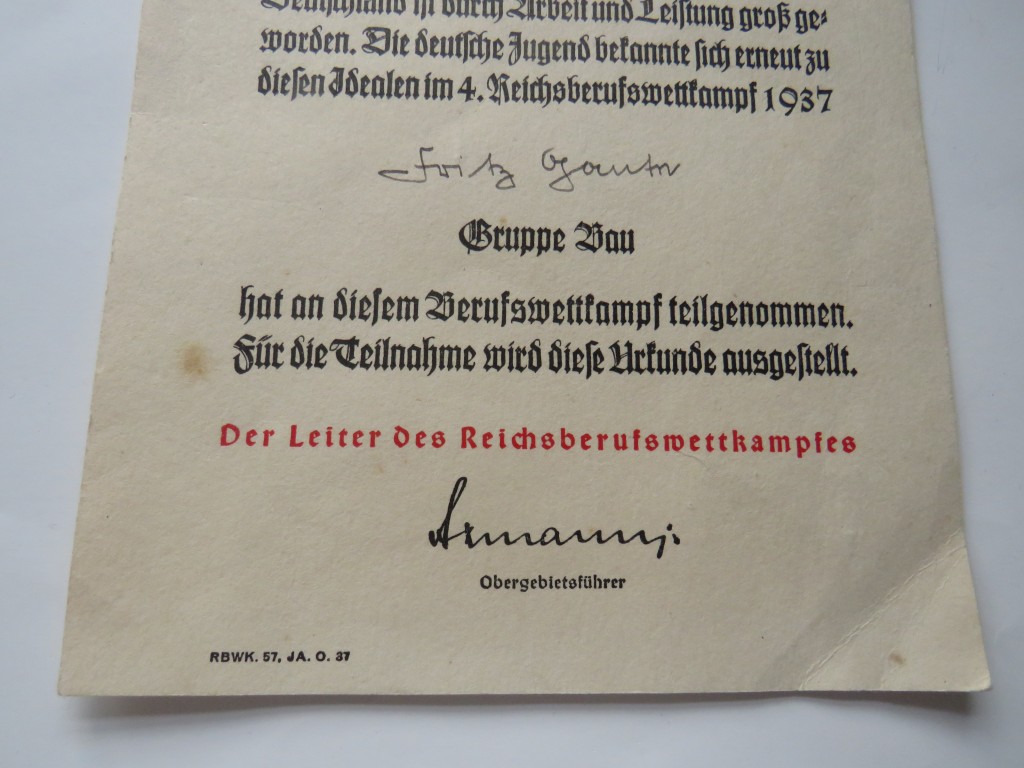 Deutschland ist durch Arbeit und Leistung groß ge-
worden. Die deutsche Jugend bekannte sich erneut zu
diesen Idealen im 4. Reichsberufswettkampf 1937
Fritz
Gruppe Bau
hat an diesem Berufswettkampf teilgenommen.
Für die Teilnahme wird diese Urkunde ausgestellt.
Der Leiter des Reichsberufswettkampfes
Obergebietsführer
RBWK. 57, JA. O. 37